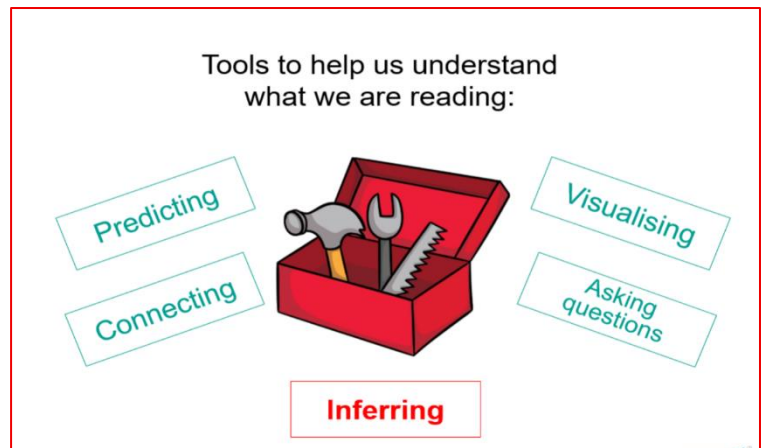 Tools to help us understand
what we are reading:
Predicting
Visualising
Connecting
Asking
questions
Inferring